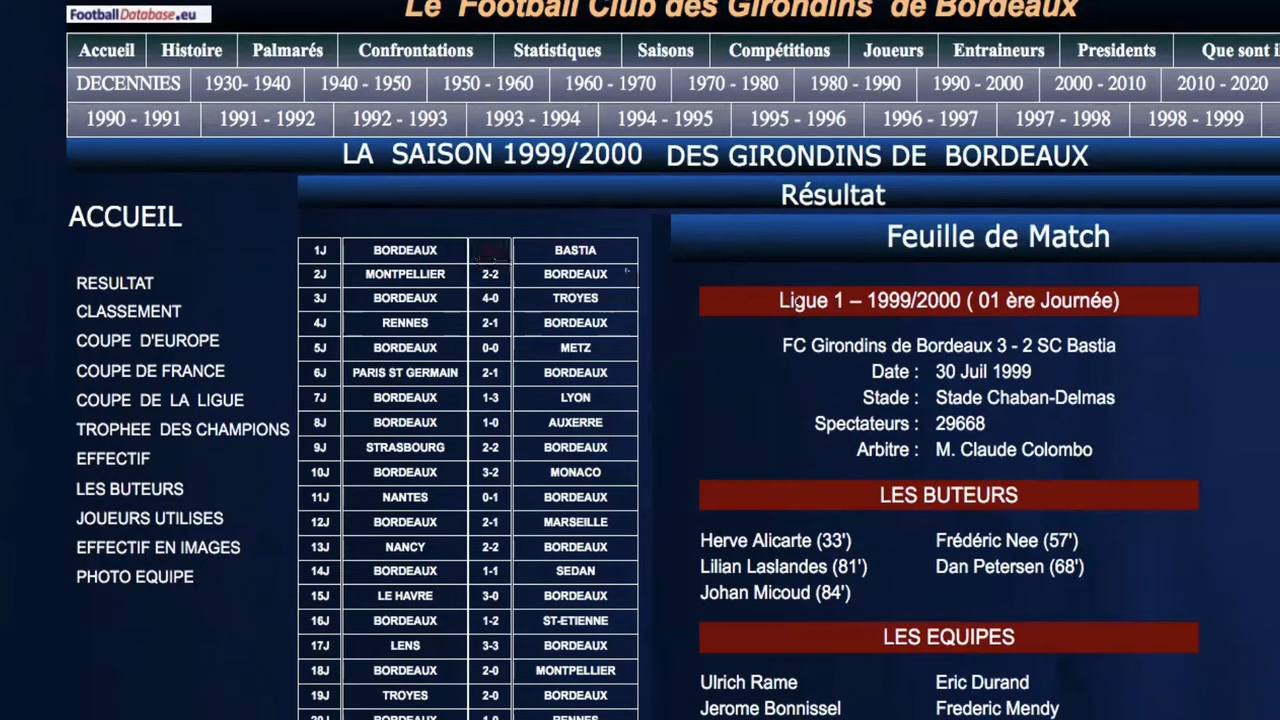 FootballDatabase.eu
Le Football Club des Girondins de Bordeaux
Accueil Histoire Palmarés Confrontations Statistiques Saisons Compétitions Joueurs Entraineurs Presidents Que sont i
DECENNIES 1930- 1940 1940 - 1950 1950 - 1960 1960 - 1970 1970 - 1980 1980 - 1990 1990 - 2000 2000 - 2010 2010 - 2020
1990 - 1991 1991 - 1992 1992 - 1993 1993 - 1994 1994 - 1995 1995 - 1996 1996 - 1997 1997 - 1998 1998 - 1999
LA SAISON 1999/2000 DES GIRONDINS DE BORDEAUX
Résultat
ACCUEIL
RESULTAT
CLASSEMENT
COUPE D'EUROPE
COUPE DE FRANCE
COUPE DE LA LIGUE
TROPHEE DES CHAMPIONS
EFFECTIF
LES BUTEURS
JOUEURS UTILISES
EFFECTIF EN IMAGES
PHOTO EQUIPE
1J BORDEAUX BASTIA
2J MONTPELLIER 2-2 BORDEAUX
3J BORDEAUX 4-0 TROYES
4J RENNES 2-1 BORDEAUX
5J BORDEAUX 0-0 METZ
6J PARIS ST GERMAIN 2-1 BORDEAUX
7J BORDEAUX 1-3 LYON
8J BORDEAUX 1-0 AUXERRE
9J STRASBOURG 2-2 BORDEAUX
10J BORDEAUX 3-2 MONACO
11J NANTES 0-1 BORDEAUX
12J BORDEAUX 2-1 MARSEILLE
13J NANCY 2-2 BORDEAUX
14J BORDEAUX 1-1 SEDAN
15J LE HAVRE 3-0 BORDEAUX
16J BORDEAUX 1-2 ST-ETIENNE
17J LENS 3-3 BORDEAUX
18J BORDEAUX 2-0 MONTPELLIER
19J TROYES 2-0 BORDEAUX
20J BORDEAUX 1-0 RENNES
Feuille de Match
Ligue 1 – 1999/2000 ( 01 ère Journée)
FC Girondins de Bordeaux 3 - 2 SC Bastia
Date : 30 Juil 1999
Stade : Stade Chaban-Delmas
Spectateurs : 29668
Arbitre : M. Claude Colombo
LES BUTEURS
Herve Alicarte (33') Frédéric Nee (57')
Lilian Laslandes (81') Dan Petersen (68')
Johan Micoud (84')
LES EQUIPES
Ulrich Rame Eric Durand
Jerome Bonnissel Frederic Mendy